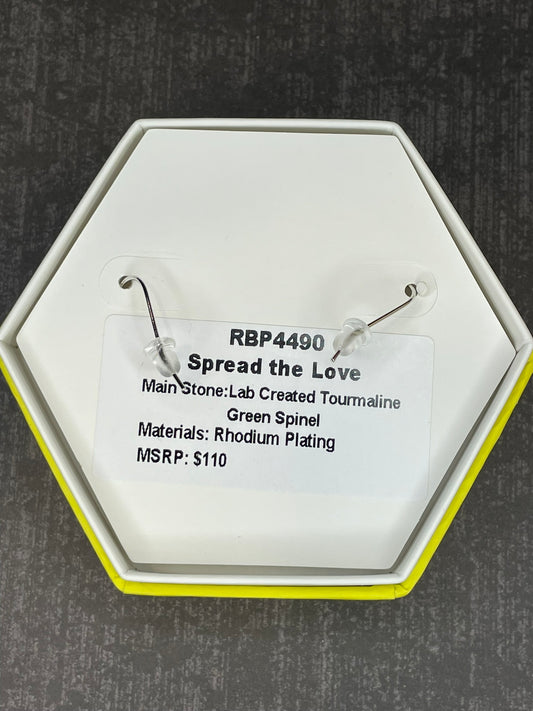 RBP4490
Spread the Love
Main Stone:Lab Created Tourmaline
Green Spinel
Materials: Rhodium Plating
MSRP: $110